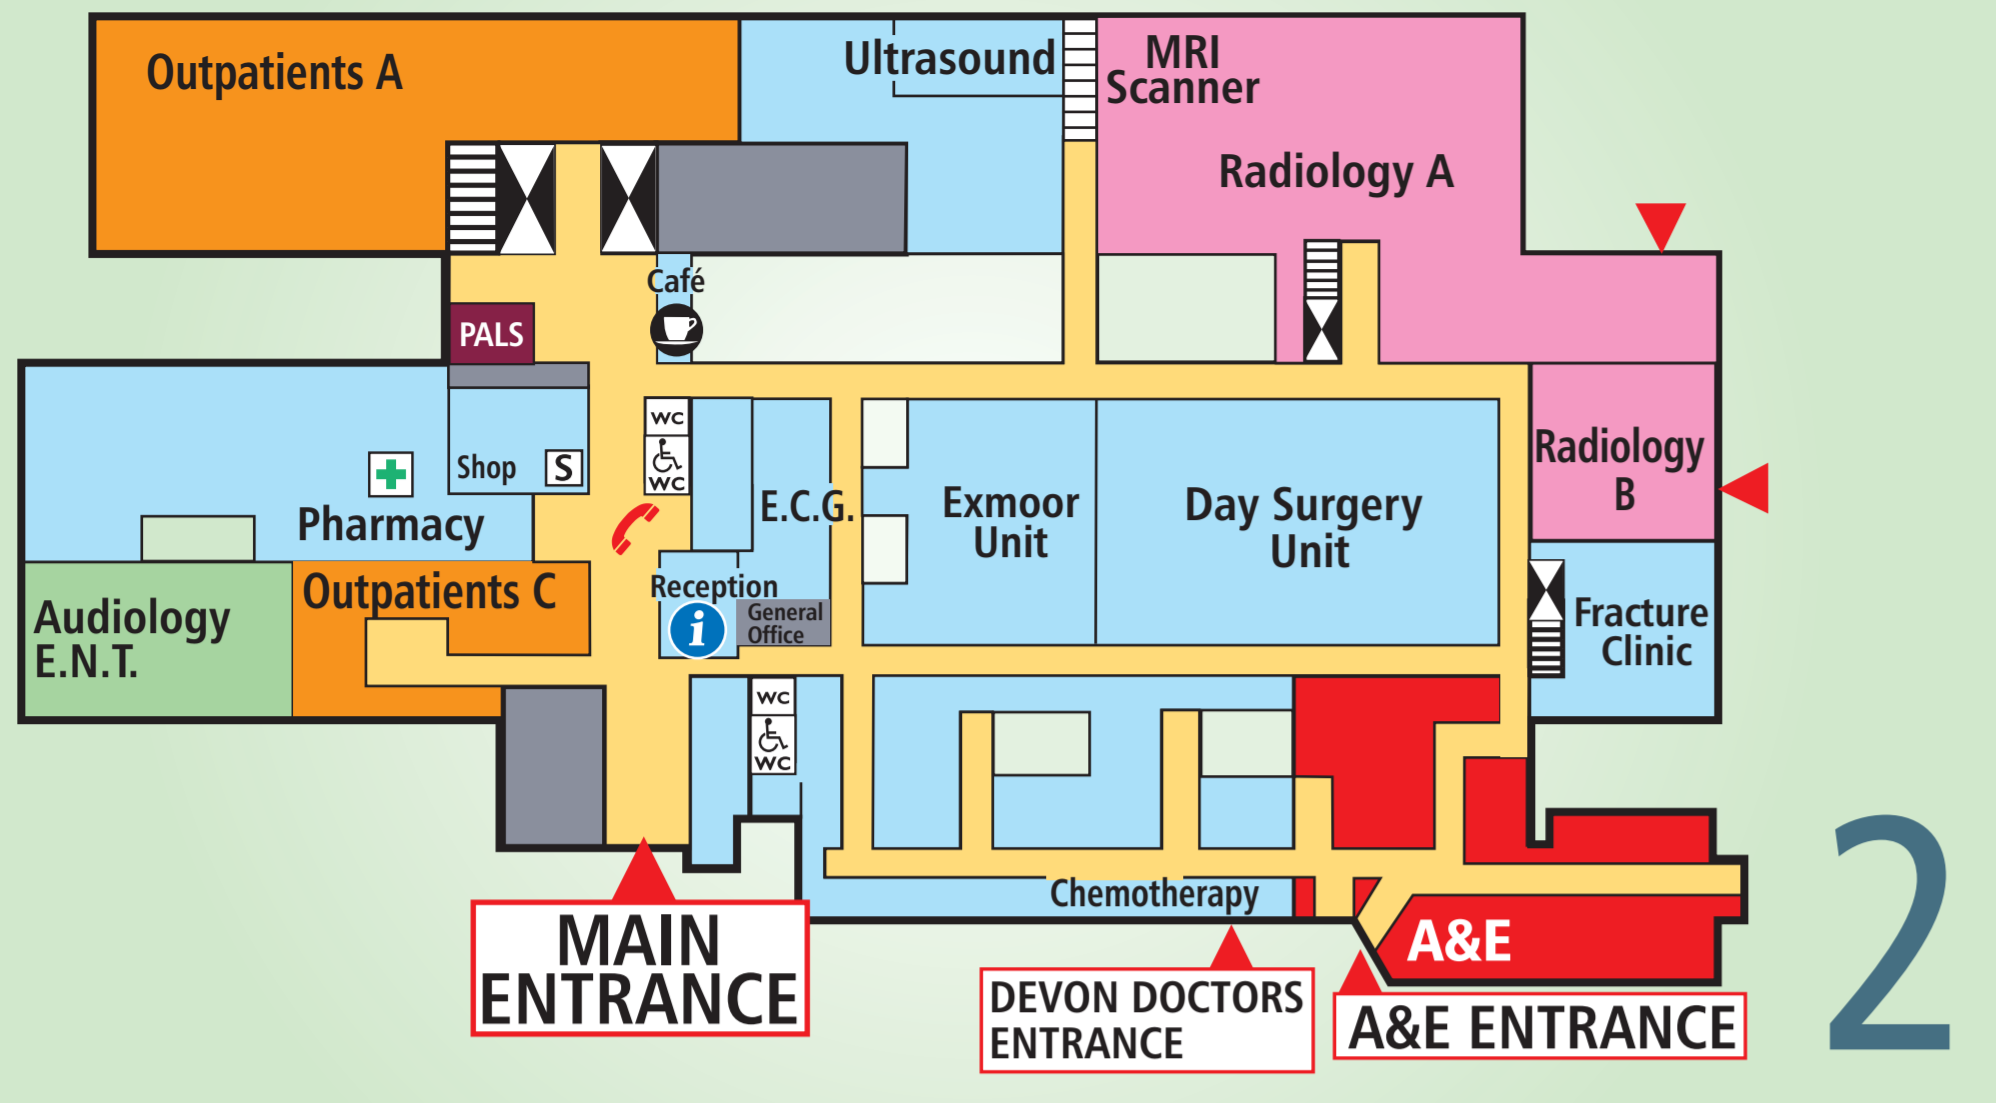 Outpatients A
Ultrasound
MRI
Scanner
Radiology A
Café
PALS
WC
WC
Shop
S
Pharmacy
E.C.G.
Exmoor
Unit
Day Surgery
Unit
Radiology
B
Audiology
E.N.T.
Outpatients C
Reception
i
General
Office
Fracture
Clinic
WC
WC
Chemotherapy
A&E
MAIN
ENTRANCE
DEVON DOCTORS
ENTRANCE
A&E ENTRANCE
2